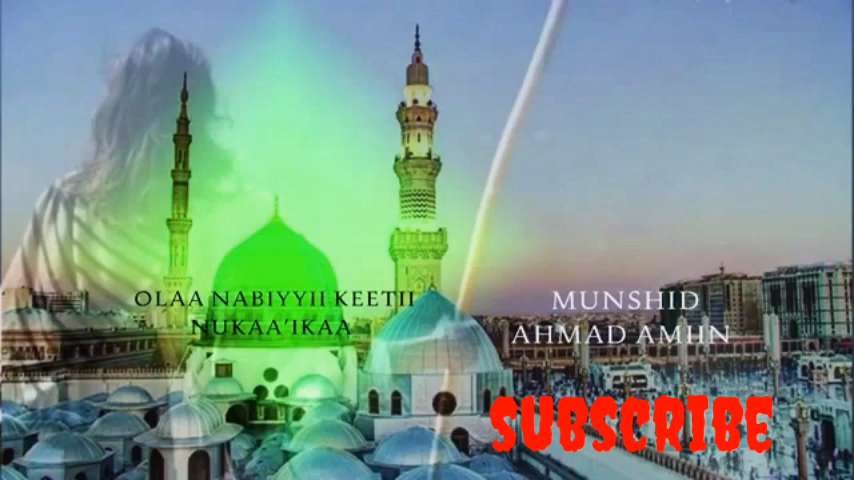 OLAA NABIYYII KEETII
NUKAA'IKAA
MUNSHID
AHMAD AMIIN
SUBSCRIBE